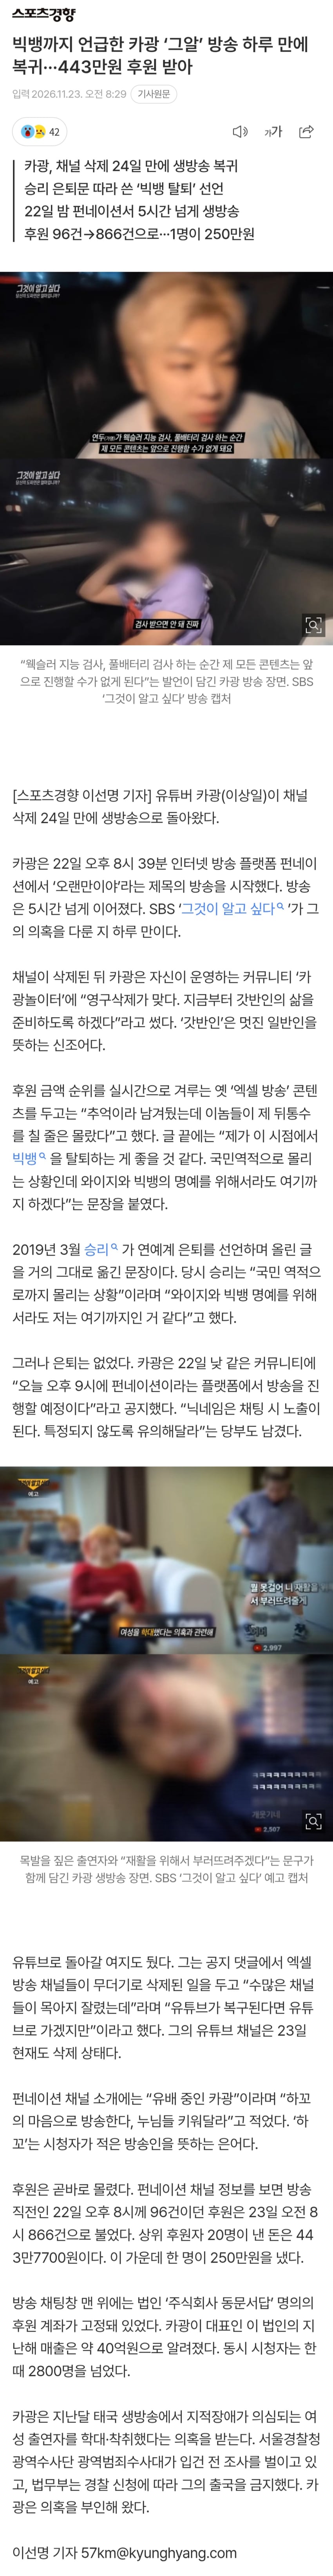 스포츠경향
빅뱅까지 언급한 카광 ‘그알’ 방송 하루 만에
복귀…443만원 후원 받아
입력 2026.11.23. 오전 8:29 기사원문
42
가가
카광, 채널 삭제 24일 만에 생방송 복귀
승리 은퇴문 따라 쓴 ‘빅뱅 탈퇴’ 선언
22일 밤 펀네이션서 5시간 넘게 생방송
후원 96건→866건으로…1명이 250만원
그것이 알고 싶다
연두(가명)가 웩슬러 지능 검사, 풀배터리 검사 하는 순간
제 모든 콘텐츠는 앞으로 진행할 수가 없게 돼요
그것이 알고 싶다
검사 받으면 안 돼 진짜
“웩슬러 지능 검사, 풀배터리 검사 하는 순간 제 모든 콘텐츠는 앞
으로 진행할 수가 없게 된다”는 발언이 담긴 카광 방송 장면. SBS
‘그것이 알고 싶다’ 방송 캡처
[스포츠경향 이선명 기자] 유튜버 카광(이상일)이 채널
삭제 24일 만에 생방송으로 돌아왔다.
카광은 22일 오후 8시 39분 인터넷 방송 플랫폼 펀네이
션에서 ‘오랜만이야’라는 제목의 방송을 시작했다. 방송
은 5시간 넘게 이어졌다. SBS ‘그것이 알고 싶다 ’가 그
의 의혹을 다룬 지 하루 만이다.
채널이 삭제된 뒤 카광은 자신이 운영하는 커뮤니티 ‘카
광놀이터’에 “영구삭제가 맞다. 지금부터 갓반인의 삶을
준비하도록 하겠다”라고 썼다. ‘갓반인’은 멋진 일반인을
뜻하는 신조어다.
후원 금액 순위를 실시간으로 겨루는 옛 ‘엑셀 방송’ 콘텐
츠를 두고는 “추억이라 남겨뒀는데 이놈들이 제 뒤통수
를 칠 줄은 몰랐다”고 했다. 글 끝에는 “제가 이 시점에서
빅뱅 을 탈퇴하는 게 좋을 것 같다. 국민역적으로 몰리
는 상황인데 와이지와 빅뱅의 명예를 위해서라도 여기까
지 하겠다”는 문장을 붙였다.
2019년 3월 승리 가 연예계 은퇴를 선언하며 올린 글
을 거의 그대로 옮긴 문장이다. 당시 승리는 “국민 역적으
로까지 몰리는 상황”이라며 “와이지와 빅뱅 명예를 위해
서라도 저는 여기까지인 거 같다”고 했다.
그러나 은퇴는 없었다. 카광은 22일 낮 같은 커뮤니티에
“오늘 오후 9시에 펀네이션이라는 플랫폼에서 방송을 진
행할 예정이다”라고 공지했다. “닉네임은 채팅 시 노출이
된다. 특정되지 않도록 유의해달라”는 당부도 남겼다.
예고
뭘 못걸어 니 재활을 위해
서 부러뜨려줄게
여성을 학대했다는 의혹과 관련해
2,997
예고
ㅋㅋㅋㅋㅋㅋㅋㅋㅋㅋㅋㅋ
ㅋㅋㅋㅋㅋㅋㅋㅋㅋㅋㅋㅋ
개웃기네
2,507
목발을 짚은 출연자와 “재활을 위해서 부러뜨려주겠다”는 문구가
함께 담긴 카광 생방송 장면. SBS ‘그것이 알고 싶다’ 예고 캡처
유튜브로 돌아갈 여지도 뒀다. 그는 공지 댓글에서 엑셀
방송 채널들이 무더기로 삭제된 일을 두고 “수많은 채널
들이 목아지 잘렸는데”라며 “유튜브가 복구된다면 유튜
브로 가겠지만”이라고 했다. 그의 유튜브 채널은 23일
현재도 삭제 상태다.
펀네이션 채널 소개에는 “유배 중인 카광”이라며 “하꼬
의 마음으로 방송한다, 누님들 키워달라”고 적었다. ‘하
꼬’는 시청자가 적은 방송인을 뜻하는 은어다.
후원은 곧바로 몰렸다. 펀네이션 채널 정보를 보면 방송
직전인 22일 오후 8시께 96건이던 후원은 23일 오전 8
시 866건으로 불었다. 상위 후원자 20명이 낸 돈은 44
3만7700원이다. 이 가운데 한 명이 250만원을 냈다.
방송 채팅창 맨 위에는 법인 ‘주식회사 동문서답’ 명의의
후원 계좌가 고정돼 있었다. 카광이 대표인 이 법인의 지
난해 매출은 약 40억원으로 알려졌다. 동시 시청자는 한
때 2800명을 넘었다.
카광은 지난달 태국 생방송에서 지적장애가 의심되는 여
성 출연자를 학대·착취했다는 의혹을 받는다. 서울경찰청
광역수사단 광역범죄수사대가 입건 전 조사를 벌이고 있
고, 법무부는 경찰 신청에 따라 그의 출국을 금지했다. 카
광은 의혹을 부인해 왔다.
이선명 기자 57km@kyunghyang.com